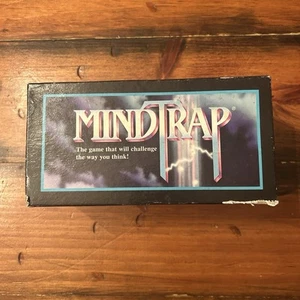 MINDTRAP
The game that will challenge
the way you think!